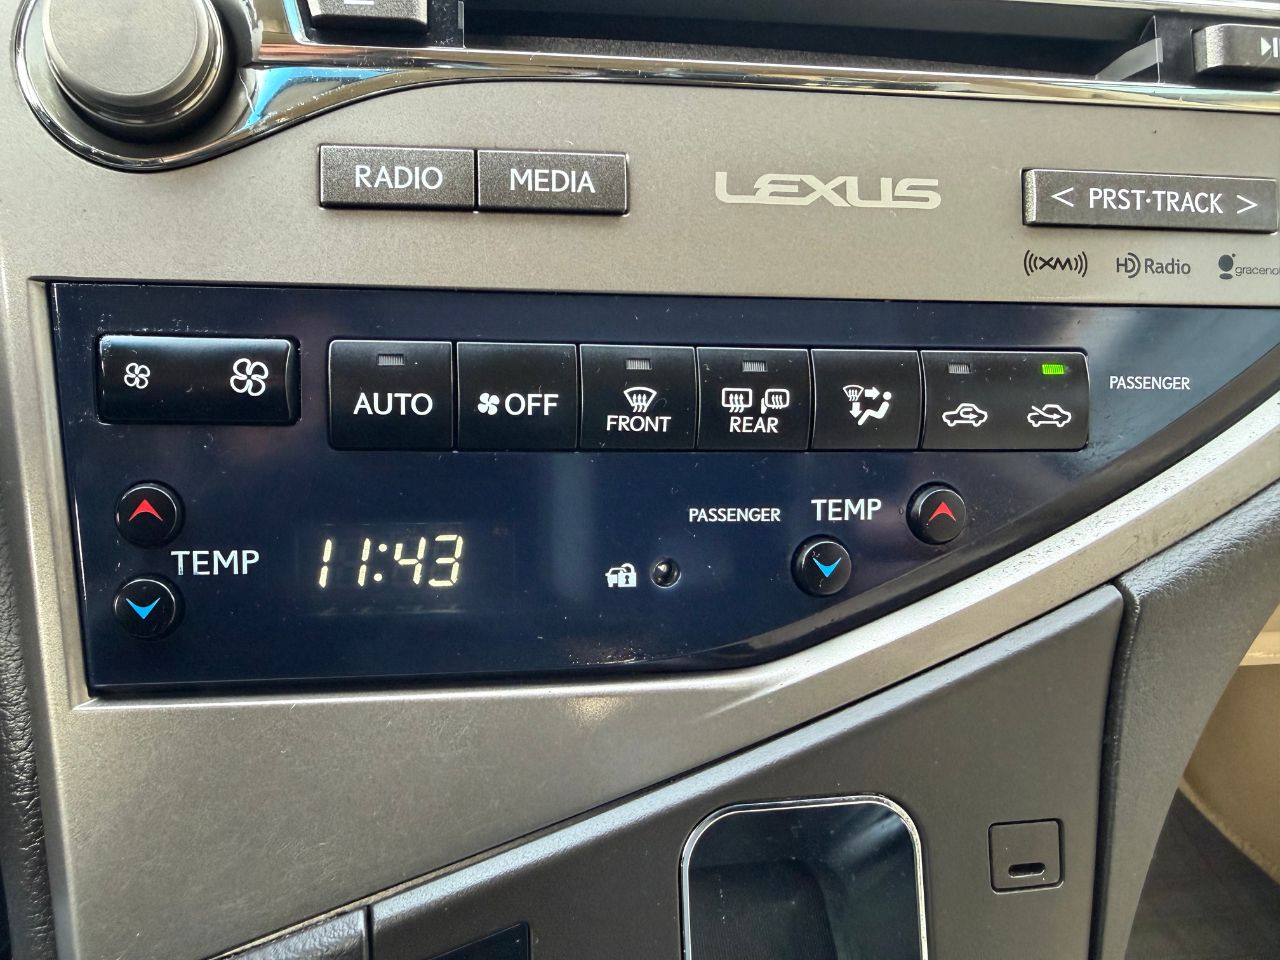 RADIO
MEDIA
LEXUS
< PRST·TRACK >
((XM))
HD Radio
AUTO
OFF
FRONT
REAR
PASSENGER
PASSENGER
TEMP
TEMP
11:43